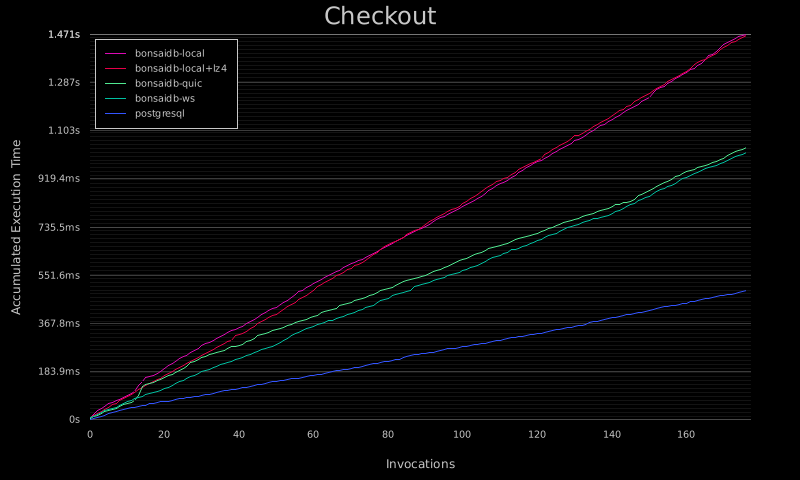 Checkout
1.471s
bonsaidb-local
bonsaidb-local+lz4
1.287s
bonsaidb-quic
bonsaidb-ws
postgresql
1.103s
919.4ms
735.5ms
551.6ms
367.8ms
183.9ms
0s
Accumulated Execution Time
0 20 40 60 80 100 120 140 160
Invocations